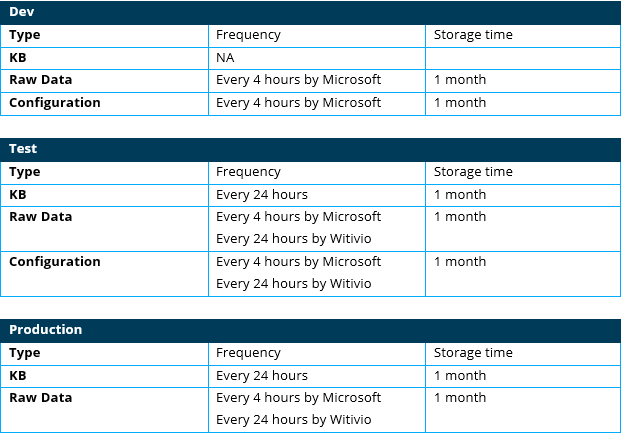 Dev
Type Frequency Storage time
KB NA
Raw Data Every 4 hours by Microsoft 1 month
Configuration Every 4 hours by Microsoft 1 month
Test
Type Frequency Storage time
KB Every 24 hours 1 month
Raw Data Every 4 hours by Microsoft 1 month
Every 24 hours by Witivio
Configuration Every 4 hours by Microsoft 1 month
Every 24 hours by Witivio
Production
Type Frequency Storage time
KB Every 24 hours 1 month
Raw Data Every 4 hours by Microsoft 1 month
Every 24 hours by Witivio